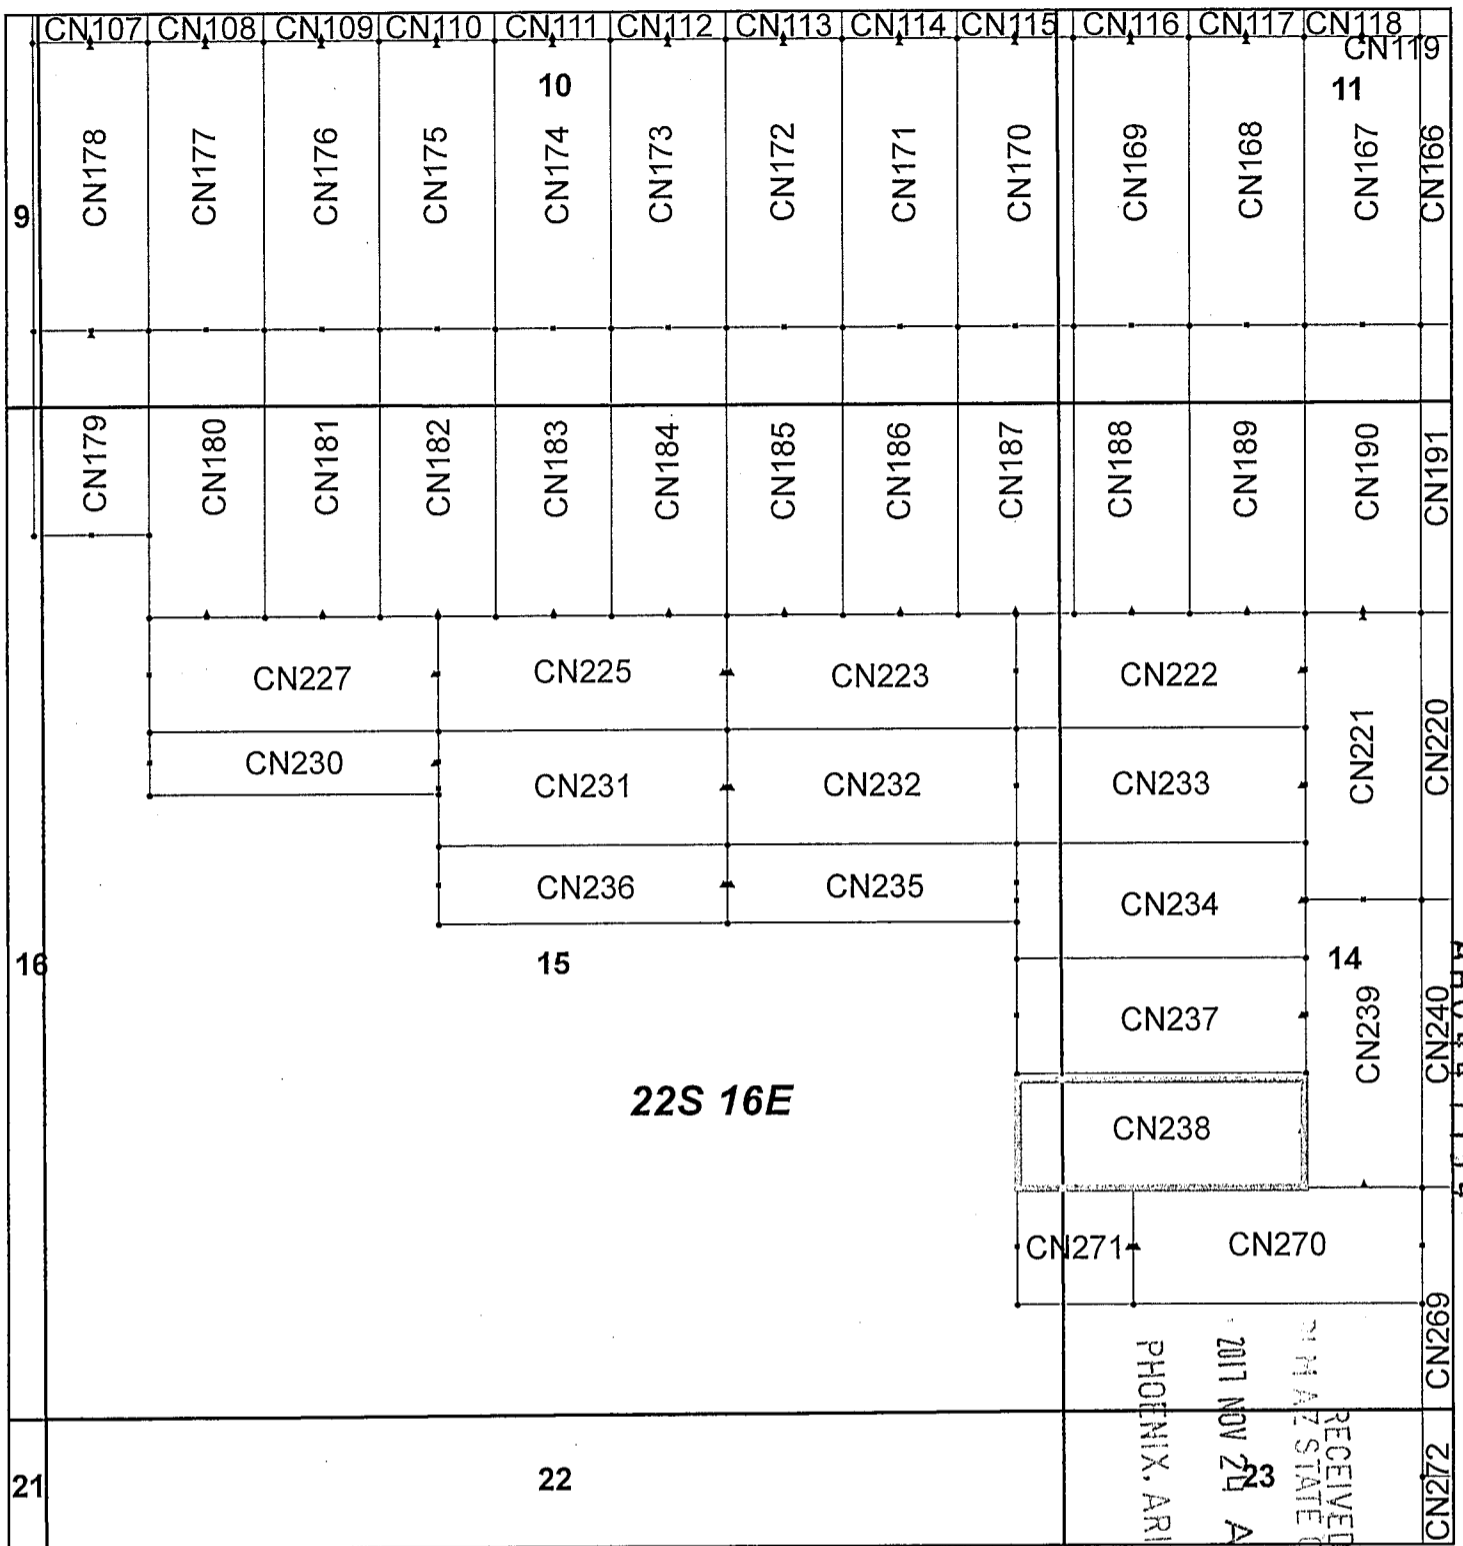 CN107 CN108 CN109 CN110 CN111 CN112 CN113 CN114 CN115 CN116 CN117 CN118
CN119
10 11
9 CN178 CN177 CN176 CN175 CN174 CN173 CN172 CN171 CN170 CN169 CN168 CN167 CN166
CN179 CN180 CN181 CN182 CN183 CN184 CN185 CN186 CN187 CN188 CN189 CN190 CN191
CN227 CN225 CN223 CN222
CN221 CN220
CN230 CN231 CN232 CN233
CN236 CN235 CN234
16 15 14
CN237 CN239 CN240
22S 16E
CN238
CN271 CN270
CN269
21 22 23
CN272
RECEIVED
AZ STATE
2017 NOV 24 A
PHOENIX, ARI